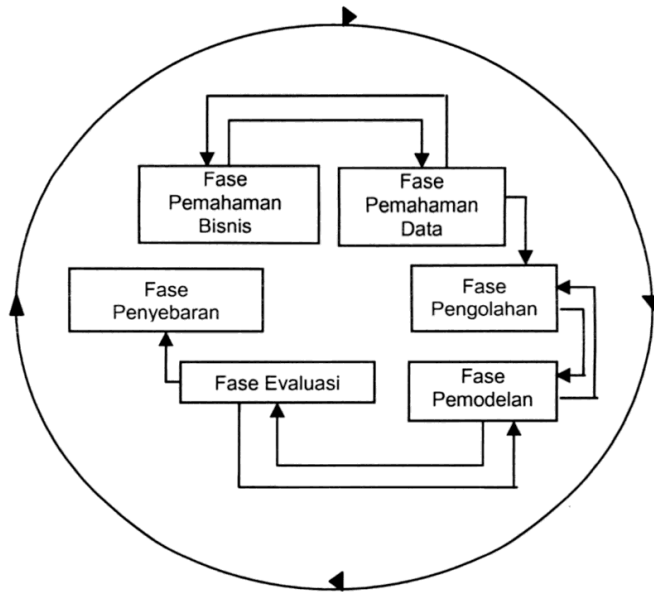 Fase
Pemahaman
Bisnis
Fase
Pemahaman
Data
Fase
Penyebaran
Fase
Pengolahan
Fase Evaluasi
Fase
Pemodelan